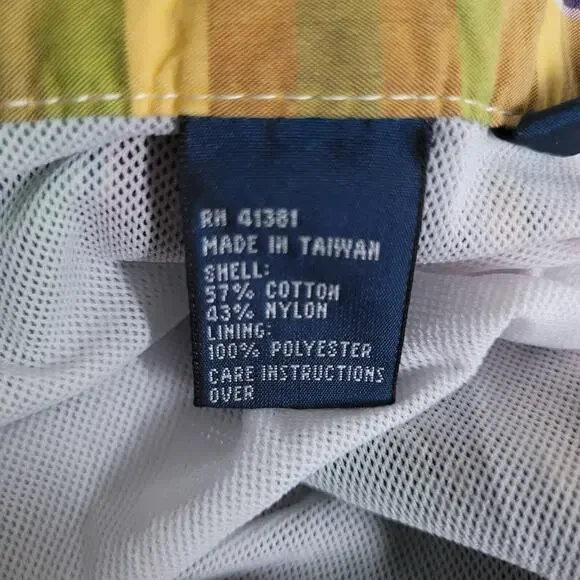 RN 41381
MADE IN TAIWAN
SHELL:
57% COTTON
43% NYLON
LINING:
100% POLYESTER
CARE INSTRUCTIONS
OVER